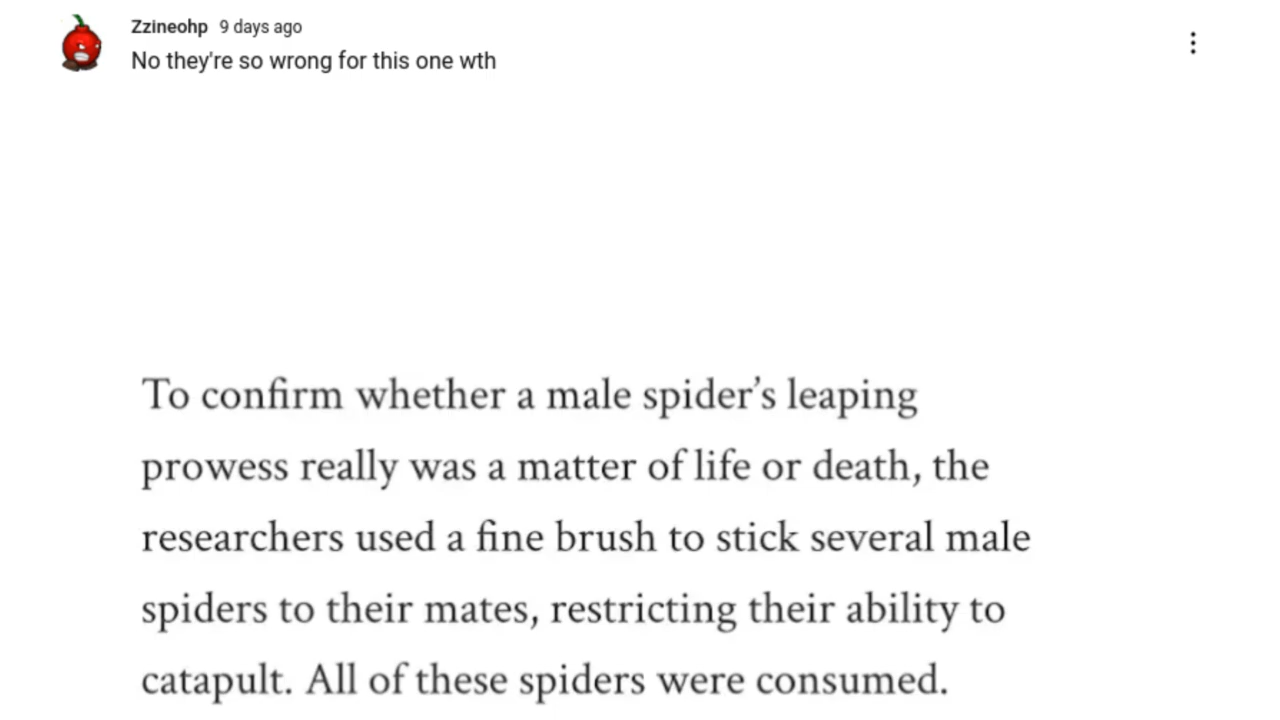 Zzineohp 9 days ago
No they're so wrong for this one wth
To confirm whether a male spider’s leaping
prowess really was a matter of life or death, the
researchers used a fine brush to stick several male
spiders to their mates, restricting their ability to
catapult. All of these spiders were consumed.